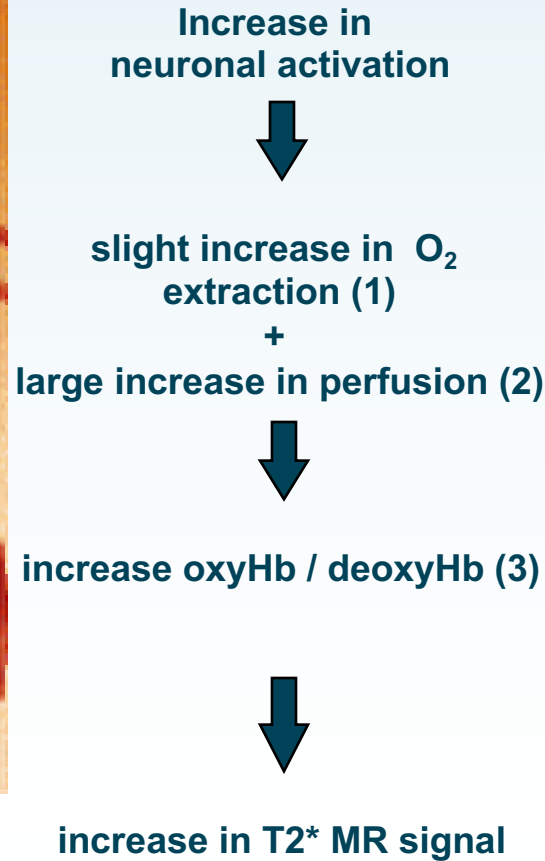 Increase in
neuronal activation
slight increase in O₂
extraction (1)
+
large increase in perfusion (2)
increase oxyHb / deoxyHb (3)
increase in T2* MR signal